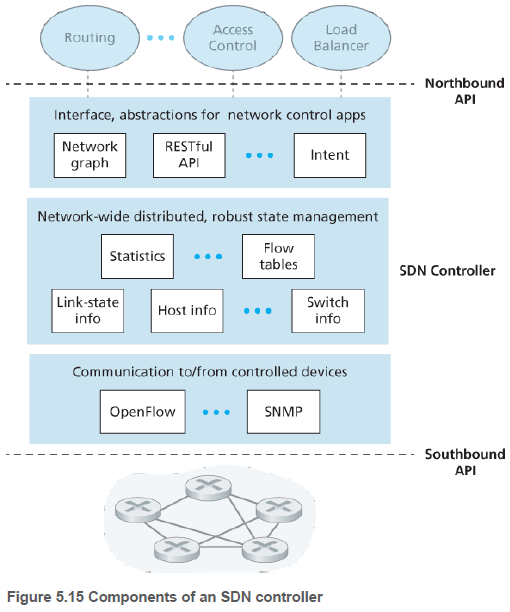 Routing
Access
Control
Load
Balancer
Northbound
API
Interface, abstractions for network control apps
Network
graph
RESTful
API
Intent
Network-wide distributed, robust state management
Statistics
Flow
tables
SDN Controller
Link-state
info
Host info
Switch
info
Communication to/from controlled devices
OpenFlow
SNMP
Southbound
API
Figure 5.15 Components of an SDN controller